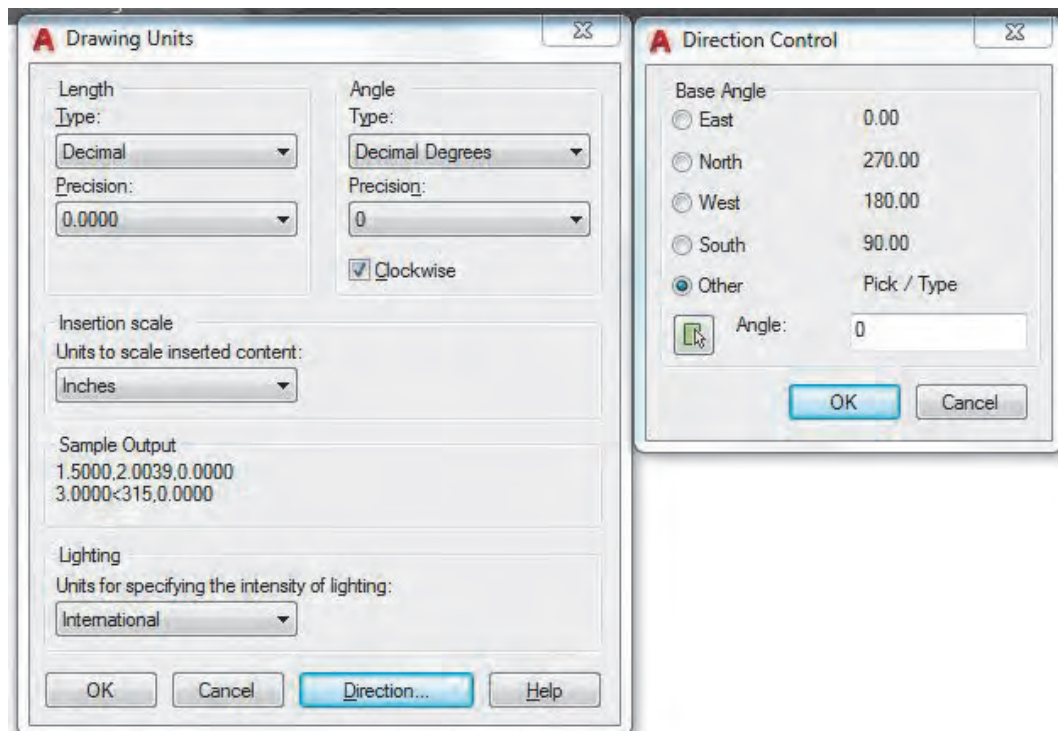 Drawing Units
Length
Type:
Decimal
Precision:
0.0000
Angle
Type:
Decimal Degrees
Precision:
0
Clockwise
Insertion scale
Units to scale inserted content:
Inches
Sample Output
1.5000,2.0039,0.0000
3.0000<315,0.0000
Lighting
Units for specifying the intensity of lighting:
International
OK Cancel Direction... Help
Direction Control
Base Angle
East 0.00
North 270.00
West 180.00
South 90.00
Other Pick / Type
Angle: 0
OK Cancel